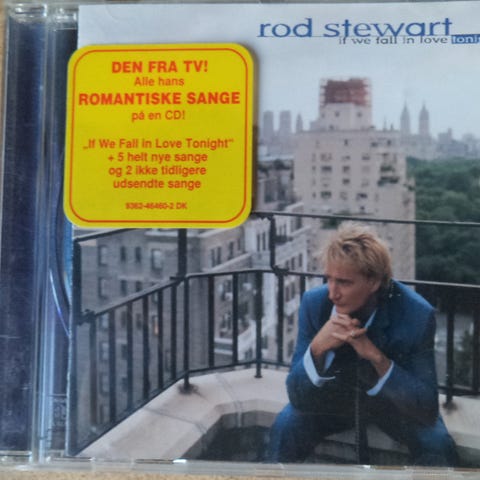 rod stewart
if we fall in love
DEN FRA TV!
Alle hans
ROMANTISKE SANGE
på en CD!
„If We Fall in Love Tonight“
+ 5 helt nye sange
og 2 ikke tidligere
udsendte sange
9362-46460-2 DK